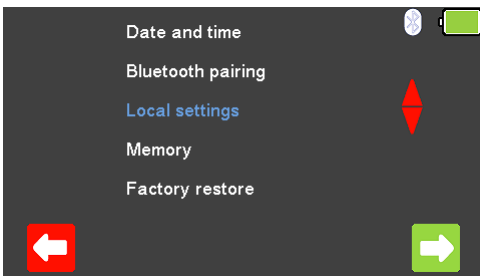 Date and time
Bluetooth pairing
Local settings
Memory
Factory restore